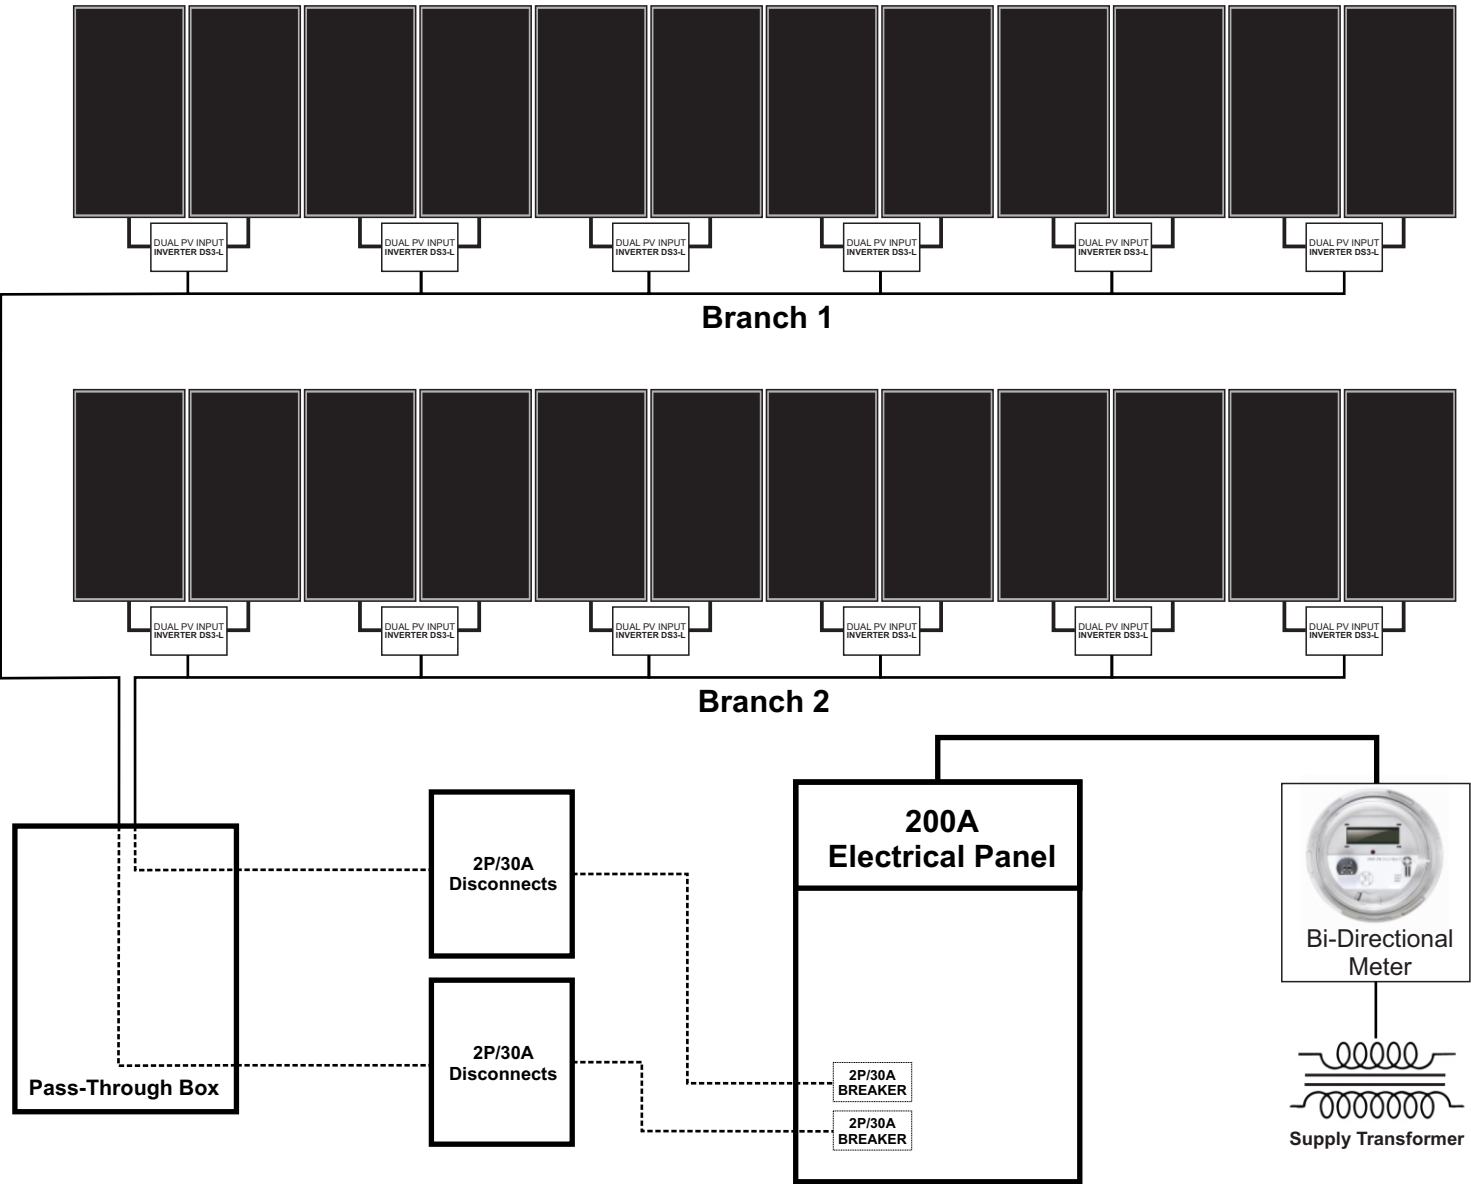 DUAL PV INPUT
INVERTER DS3-L
DUAL PV INPUT
INVERTER DS3-L
DUAL PV INPUT
INVERTER DS3-L
DUAL PV INPUT
INVERTER DS3-L
DUAL PV INPUT
INVERTER DS3-L
DUAL PV INPUT
INVERTER DS3-L
Branch 1
DUAL PV INPUT
INVERTER DS3-L
DUAL PV INPUT
INVERTER DS3-L
DUAL PV INPUT
INVERTER DS3-L
DUAL PV INPUT
INVERTER DS3-L
DUAL PV INPUT
INVERTER DS3-L
DUAL PV INPUT
INVERTER DS3-L
Branch 2
Pass-Through Box
2P/30A
Disconnects
2P/30A
Disconnects
200A
Electrical Panel
2P/30A
BREAKER
2P/30A
BREAKER
Bi-Directional
Meter
Supply Transformer